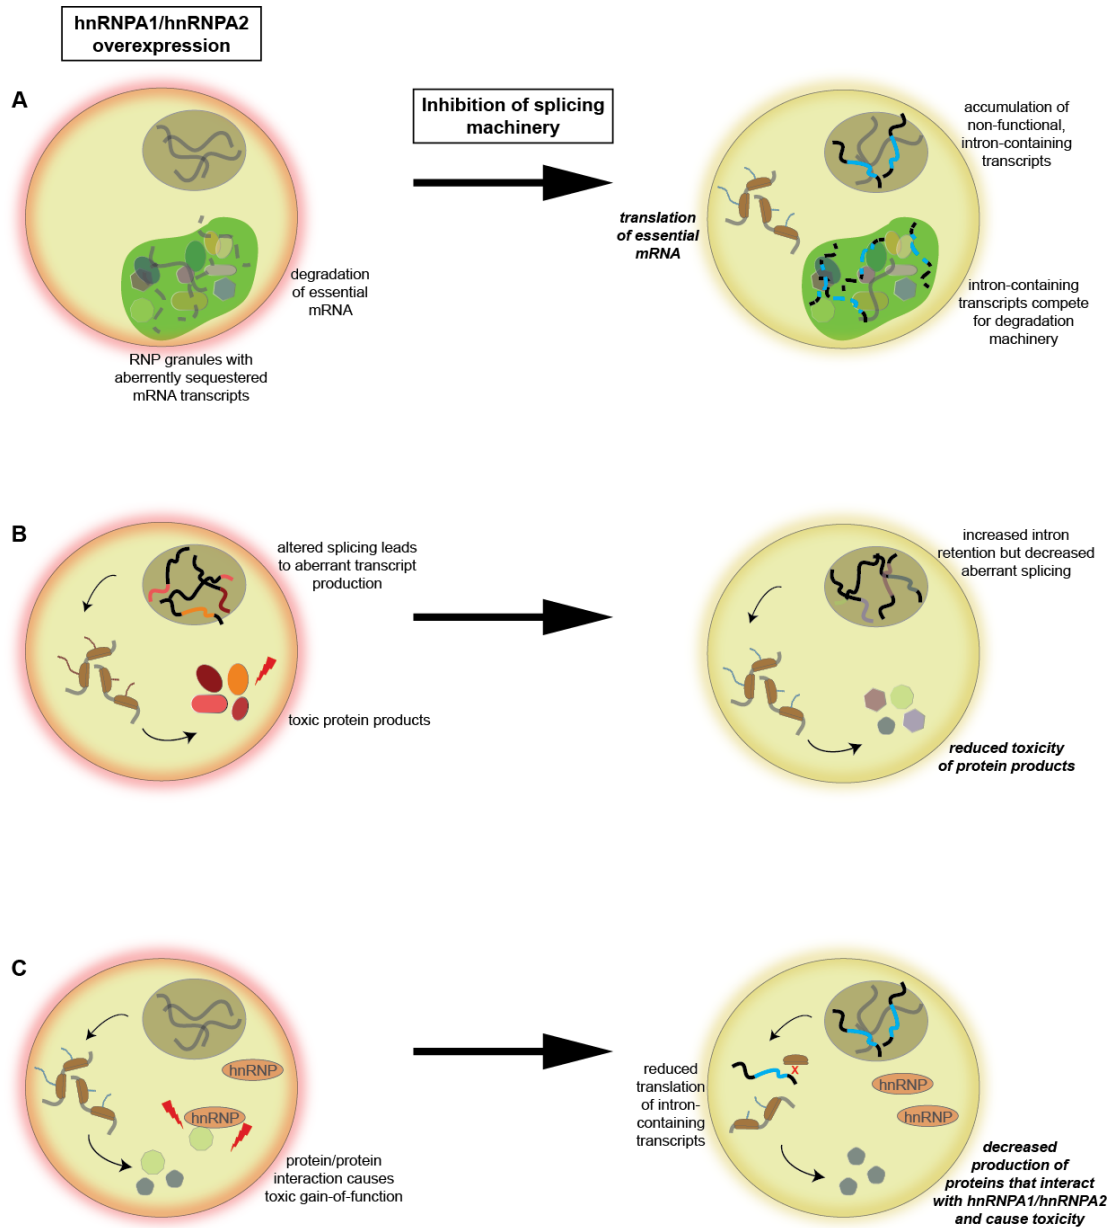 hnRNPA1/hnRNPA2
overexpression
A
Inhibition of splicing
machinery
degradation
of essential
mRNA
RNP granules with
aberrently sequestered
mRNA transcripts
translation
of essential
mRNA
accumulation of
non-functional,
intron-containing
transcripts
intron-containing
transcripts compete
for degradation
machinery
B
altered splicing leads
to aberrant transcript
production
toxic protein products
increased intron
retention but decreased
aberrant splicing
reduced toxicity
of protein products
C
hnRNP
hnRNP
protein/protein
interaction causes
toxic gain-of-function
reduced
translation
of intron-
containing
transcripts
X
hnRNP
hnRNP
decreased
production of
proteins that interact
with hnRNPA1/hnRNPA2
and cause toxicity